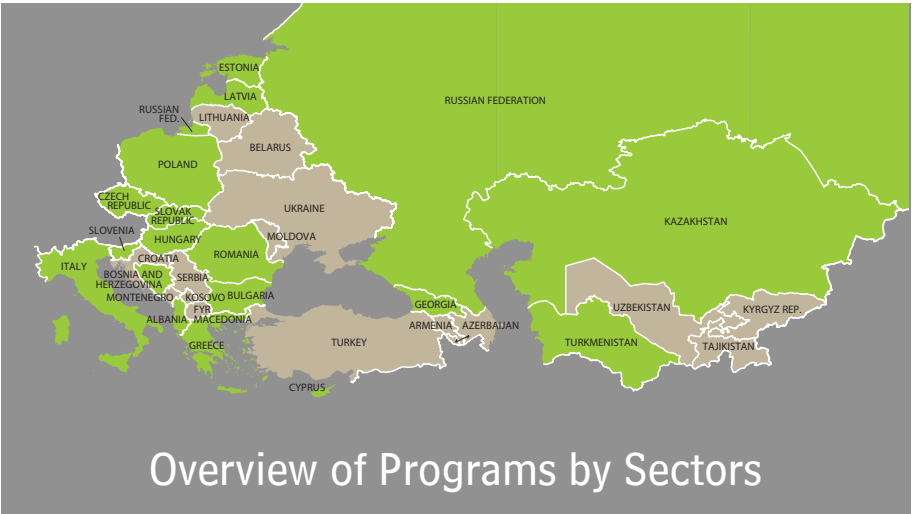 ESTONIA
LATVIA
RUSSIAN
FED.
LITHUANIA
RUSSIAN FEDERATION
BELARUS
POLAND
CZECH
REPUBLIC
SLOVAK
REPUBLIC
UKRAINE
KAZAKHSTAN
SLOVENIA
HUNGARY
MOLDOVA
ROMANIA
CROATIA
ITALY
BOSNIA AND
HERZEGOVINA
SERBIA
MONTENEGRO
KOSOVO
BULGARIA
FYR
MACEDONIA
ALBANIA
GREECE
GEORGIA
ARMENIA
AZERBAIJAN
TURKEY
CYPRUS
UZBEKISTAN
KYRGYZ REP.
TURKMENISTAN
TAJIKISTAN
Overview of Programs by Sectors